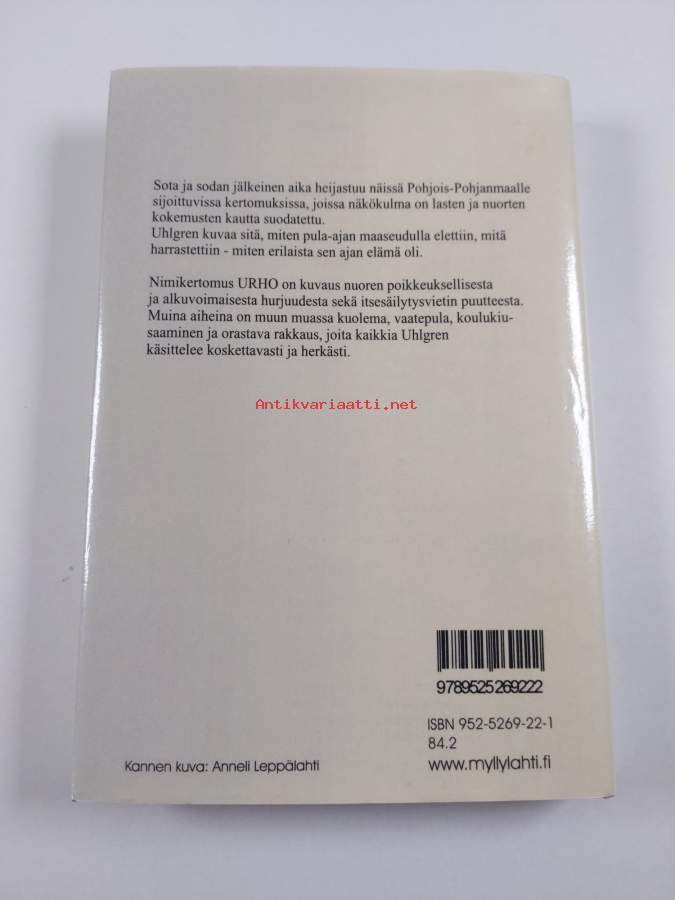 Sota ja sodan jälkeinen aika heijastuu näissä Pohjois-Pohjanmaalle
sijoittuvissa kertomuksissa, joissa näkökulma on lasten ja nuorten
kokemusten kautta suodatettu.
Uhlgren kuvaa sitä, miten pula-ajan maaseudulla elettiin, mitä
harrastettiin - miten erilaista sen ajan elämä oli.
Nimikertomus URHO on kuvaus nuoren poikkeuksellisesta
ja alkuvoimaisesta hurjuudesta sekä itsesäilytysvietin puutteesta.
Muina aiheina on muun muassa kuolema, vaatepula, koulukiu-
saaminen ja orastava rakkaus, joita kaikkia Uhlgren
käsittelee koskettavasti ja herkästi.
Antikvariaatti.net
9789525269222
ISBN 952-5269-22-1
84.2
Kannen kuva: Anneli Leppälahti
www.myllylahti.fi